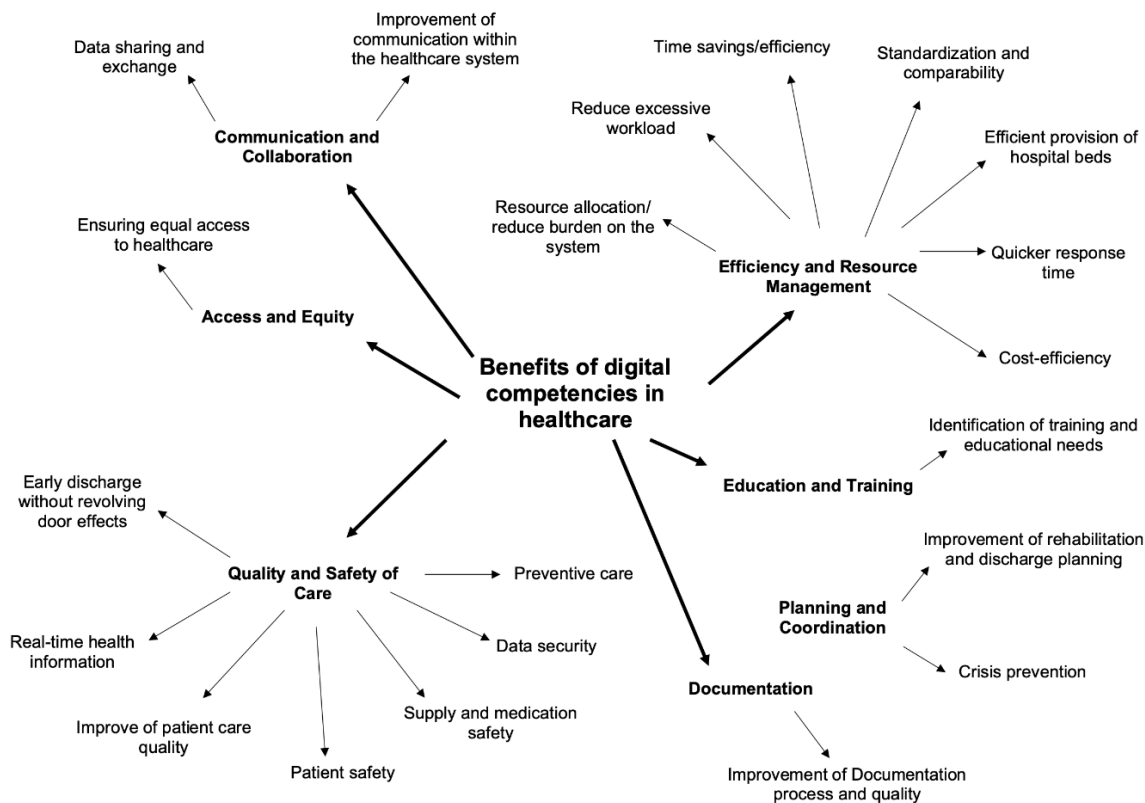 Data sharing and
exchange
Improvement of
communication within
the healthcare system
Communication and
Collaboration
Ensuring equal access
to healthcare
Access and Equity
Time savings/efficiency
Standardization and
comparability
Reduce excessive
workload
Efficient provision of
hospital beds
Resource allocation/
reduce burden on the
system
Efficiency and Resource
Management
Quicker response
time
Cost-efficiency
Benefits of digital
competencies in
healthcare
Identification of training and
educational needs
Education and Training
Early discharge
without revolving
door effects
Quality and Safety of
Care
Preventive care
Real-time health
information
Data security
Improve of patient care
quality
Supply and medication
safety
Patient safety
Improvement of rehabilitation
and discharge planning
Planning and
Coordination
Crisis prevention
Documentation
Improvement of Documentation
process and quality